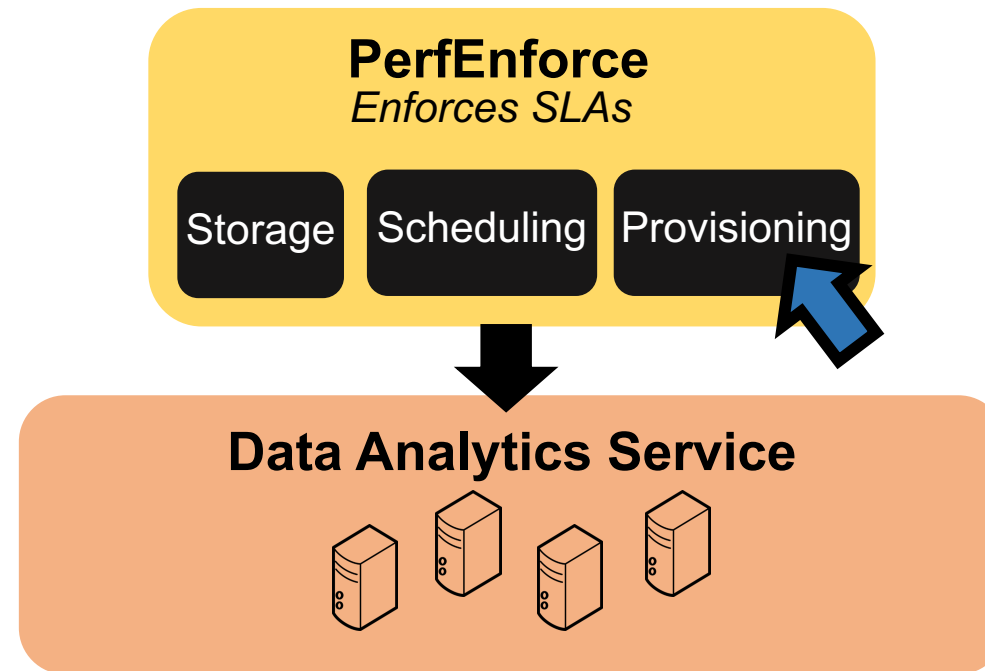 PerfEnforce
Enforces SLAs
Storage
Scheduling
Provisioning
Data Analytics Service